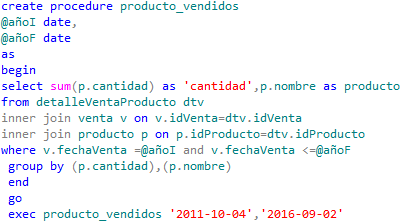 create procedure producto_vendidos
@añoI date,
@añoF date
as
begin
select sum(p.cantidad) as 'cantidad',p.nombre as producto
from detalleVentaProducto dtv
inner join venta v on v.idVenta=dtv.idVenta
inner join producto p on p.idProducto=dtv.idProducto
where v.fechaVenta =@añoI and v.fechaVenta <=@añoF
group by (p.cantidad),(p.nombre)
end
go
exec producto_vendidos '2011-10-04','2016-09-02'